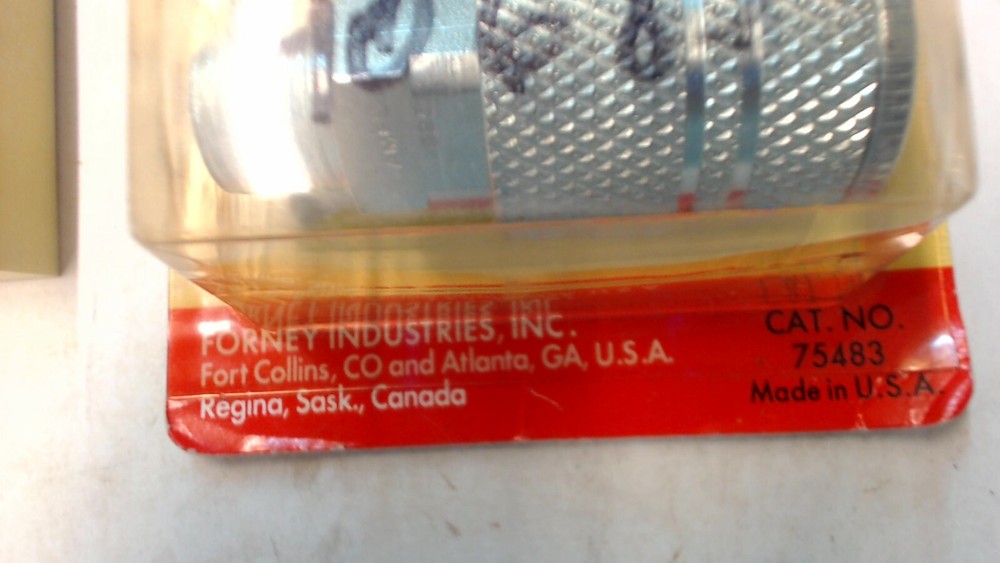 FORNEY INDUSTRIES, INC.
Fort Collins, CO and Atlanta, GA, U.S.A.
Regina, Sask., Canada
CAT. NO.
75483
Made in U.S.A.